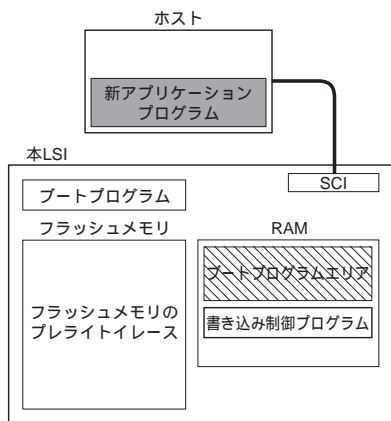 ホスト
新アプリケーション
プログラム
本LSI
SCI
ブートプログラム
フラッシュメモリ
RAM
ブートプログラムエリア
フラッシュメモリの
プレライトイレース
書き込み制御プログラム